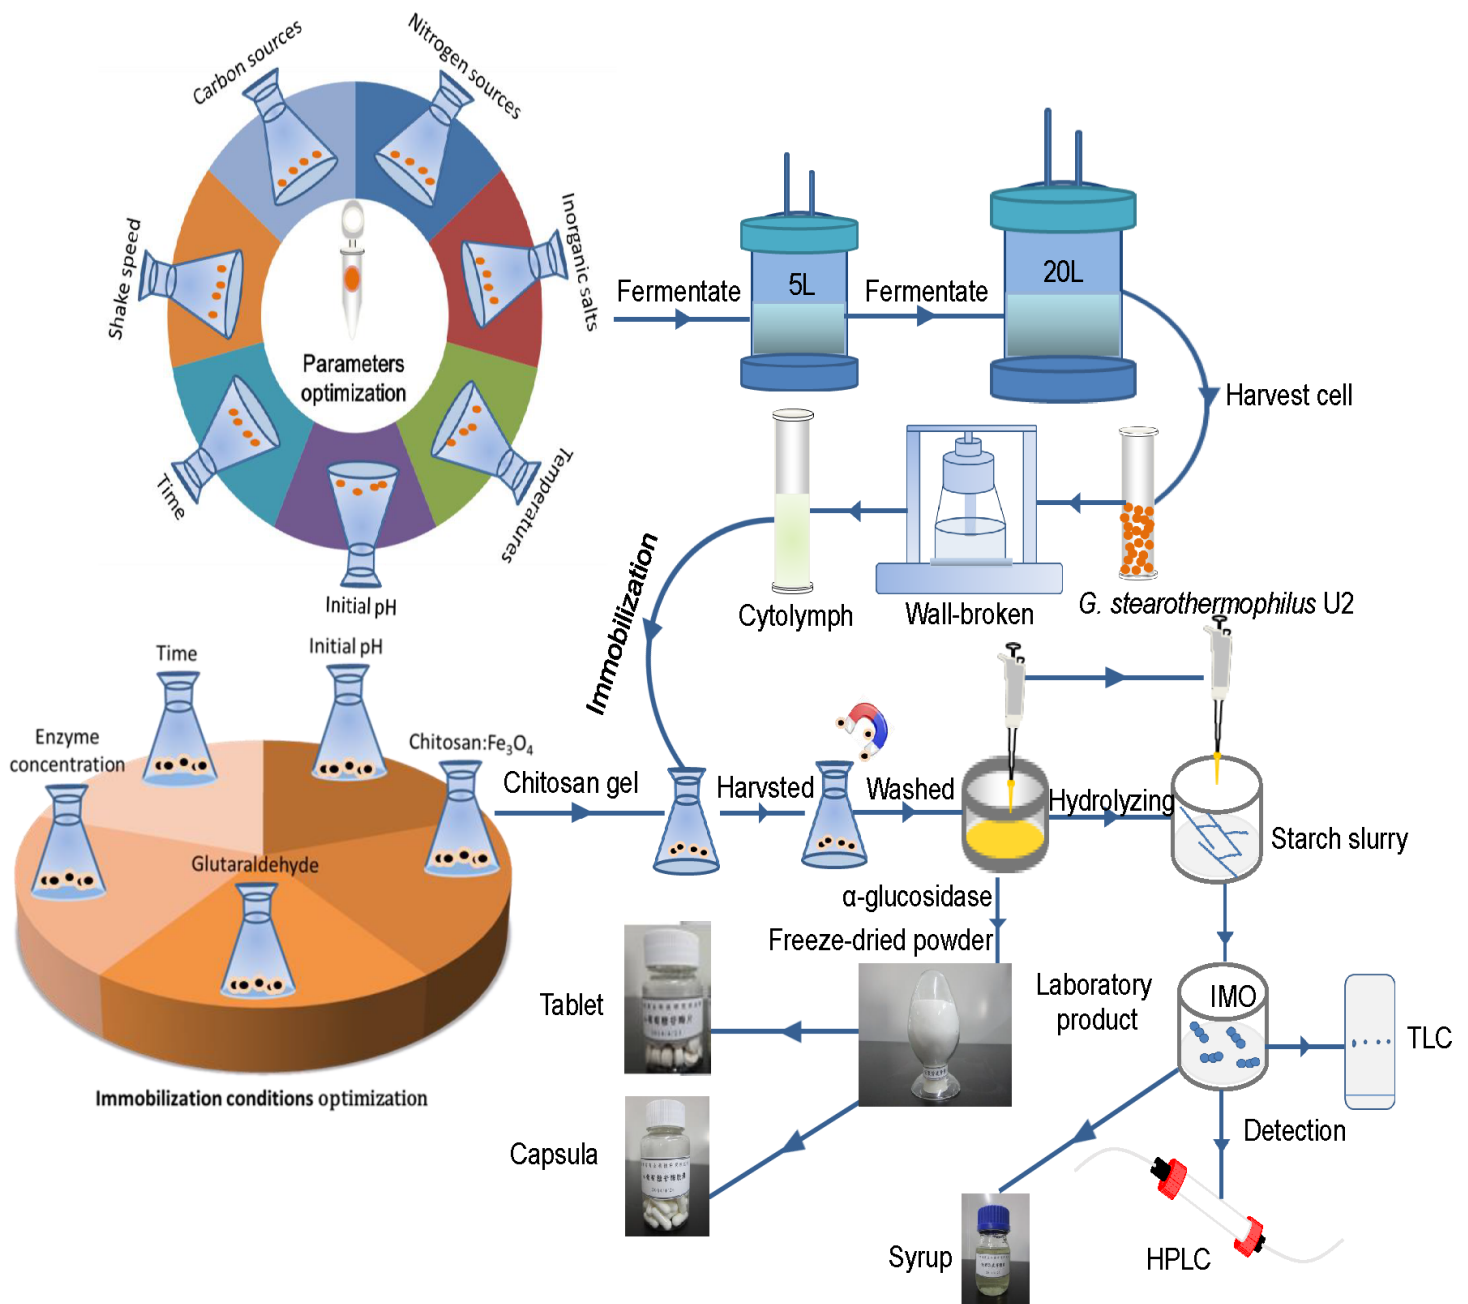 Carbon sources
Nitrogen sources
Inorganic salts
Shake speed
Parameters
optimization
Time
Temperatures
Initial pH
Fermentate
5L
Fermentate
20L
Harvest cell
Cytolymph
Wall-broken
G. stearothermophilus U2
Immobilization
Time
Initial pH
Enzyme
concentration
Chitosan:Fe₃O₄
Glutaraldehyde
Immobilization conditions optimization
Chitosan gel
Harvsted
Washed
Hydrolyzing
Starch slurry
α-glucosidase
Freeze-dried powder
Tablet
Capsula
Laboratory
product
IMO
TLC
Detection
Syrup
HPLC